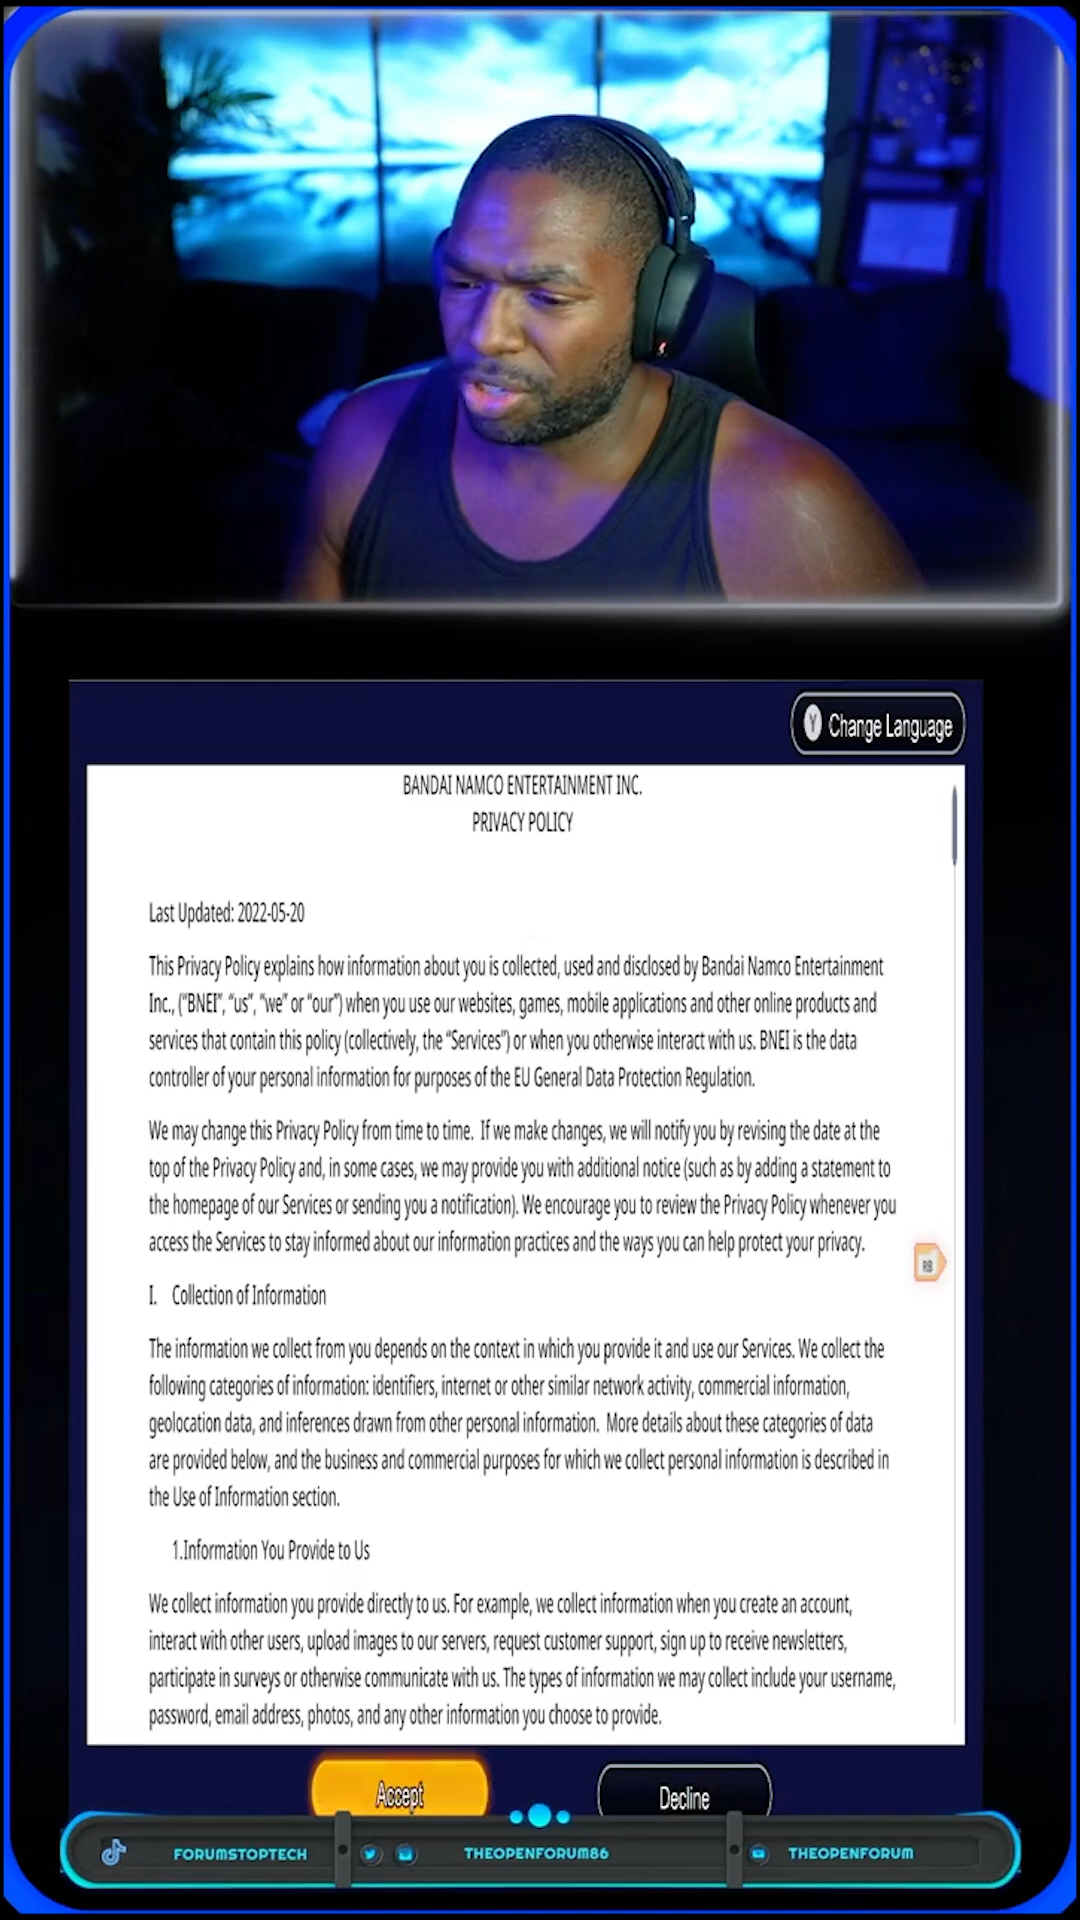 Y Change Language
BANDAI NAMCO ENTERTAINMENT INC.
PRIVACY POLICY
Last Updated: 2022-05-20
This Privacy Policy explains how information about you is collected, used and disclosed by Bandai Namco Entertainment
Inc., (“BNEI”, “us”, “we” or “our”) when you use our websites, games, mobile applications and other online products and
services that contain this policy (collectively, the “Services”) or when you otherwise interact with us. BNEI is the data
controller of your personal information for purposes of the EU General Data Protection Regulation.
We may change this Privacy Policy from time to time. If we make changes, we will notify you by revising the date at the
top of the Privacy Policy and, in some cases, we may provide you with additional notice (such as by adding a statement to
the homepage of our Services or sending you a notification). We encourage you to review the Privacy Policy whenever you
access the Services to stay informed about our information practices and the ways you can help protect your privacy.
RB
I. Collection of Information
The information we collect from you depends on the context in which you provide it and use our Services. We collect the
following categories of information: identifiers, internet or other similar network activity, commercial information,
geolocation data, and inferences drawn from other personal information. More details about these categories of data
are provided below, and the business and commercial purposes for which we collect personal information is described in
the Use of Information section.
1.Information You Provide to Us
We collect information you provide directly to us. For example, we collect information when you create an account,
interact with other users, upload images to our servers, request customer support, sign up to receive newsletters,
participate in surveys or otherwise communicate with us. The types of information we may collect include your username,
password, email address, photos, and any other information you choose to provide.
Accept Decline
FORUMSTOPTECH THEOPENFORUM86 THEOPENFORUM